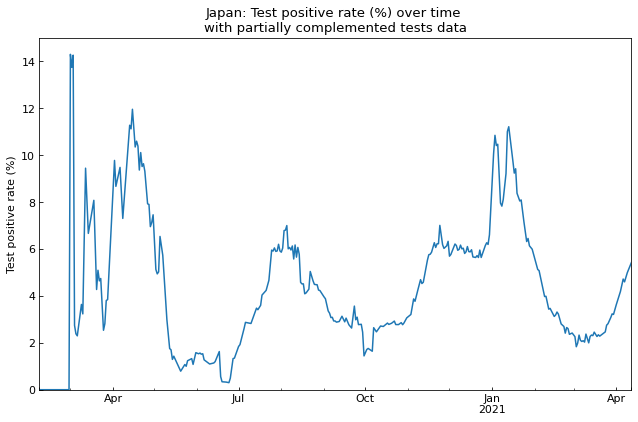 Japan: Test positive rate (%) over time
with partially complemented tests data
Test positive rate (%)
14
12
10
8
6
4
2
0
Apr
Jul
Oct
Jan
2021
Apr